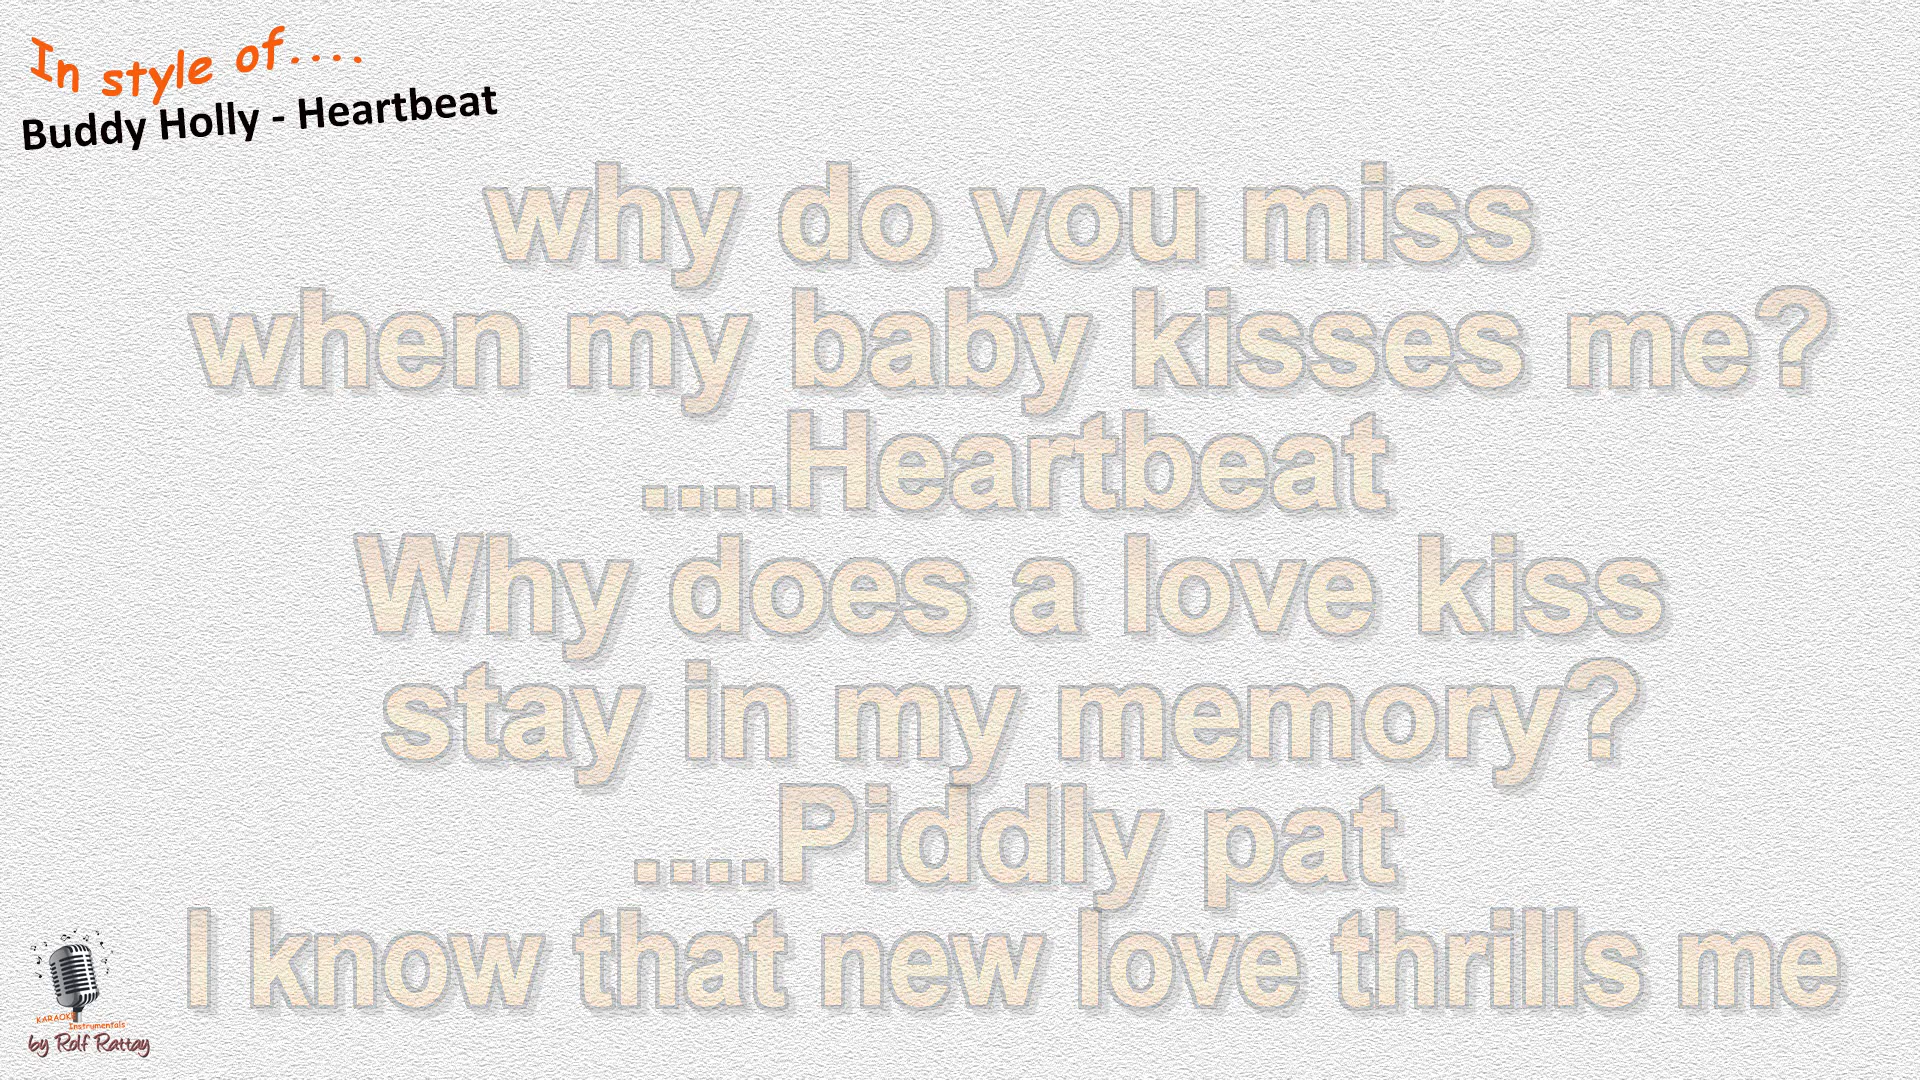 In style of....
Buddy Holly - Heartbeat
why do you miss
when my baby kisses me?
....Heartbeat
Why does a love kiss
stay in my memory?
....Piddly pat
I know that new love thrills me
KARAOKE
Instrumentals
by Rolf Rattay